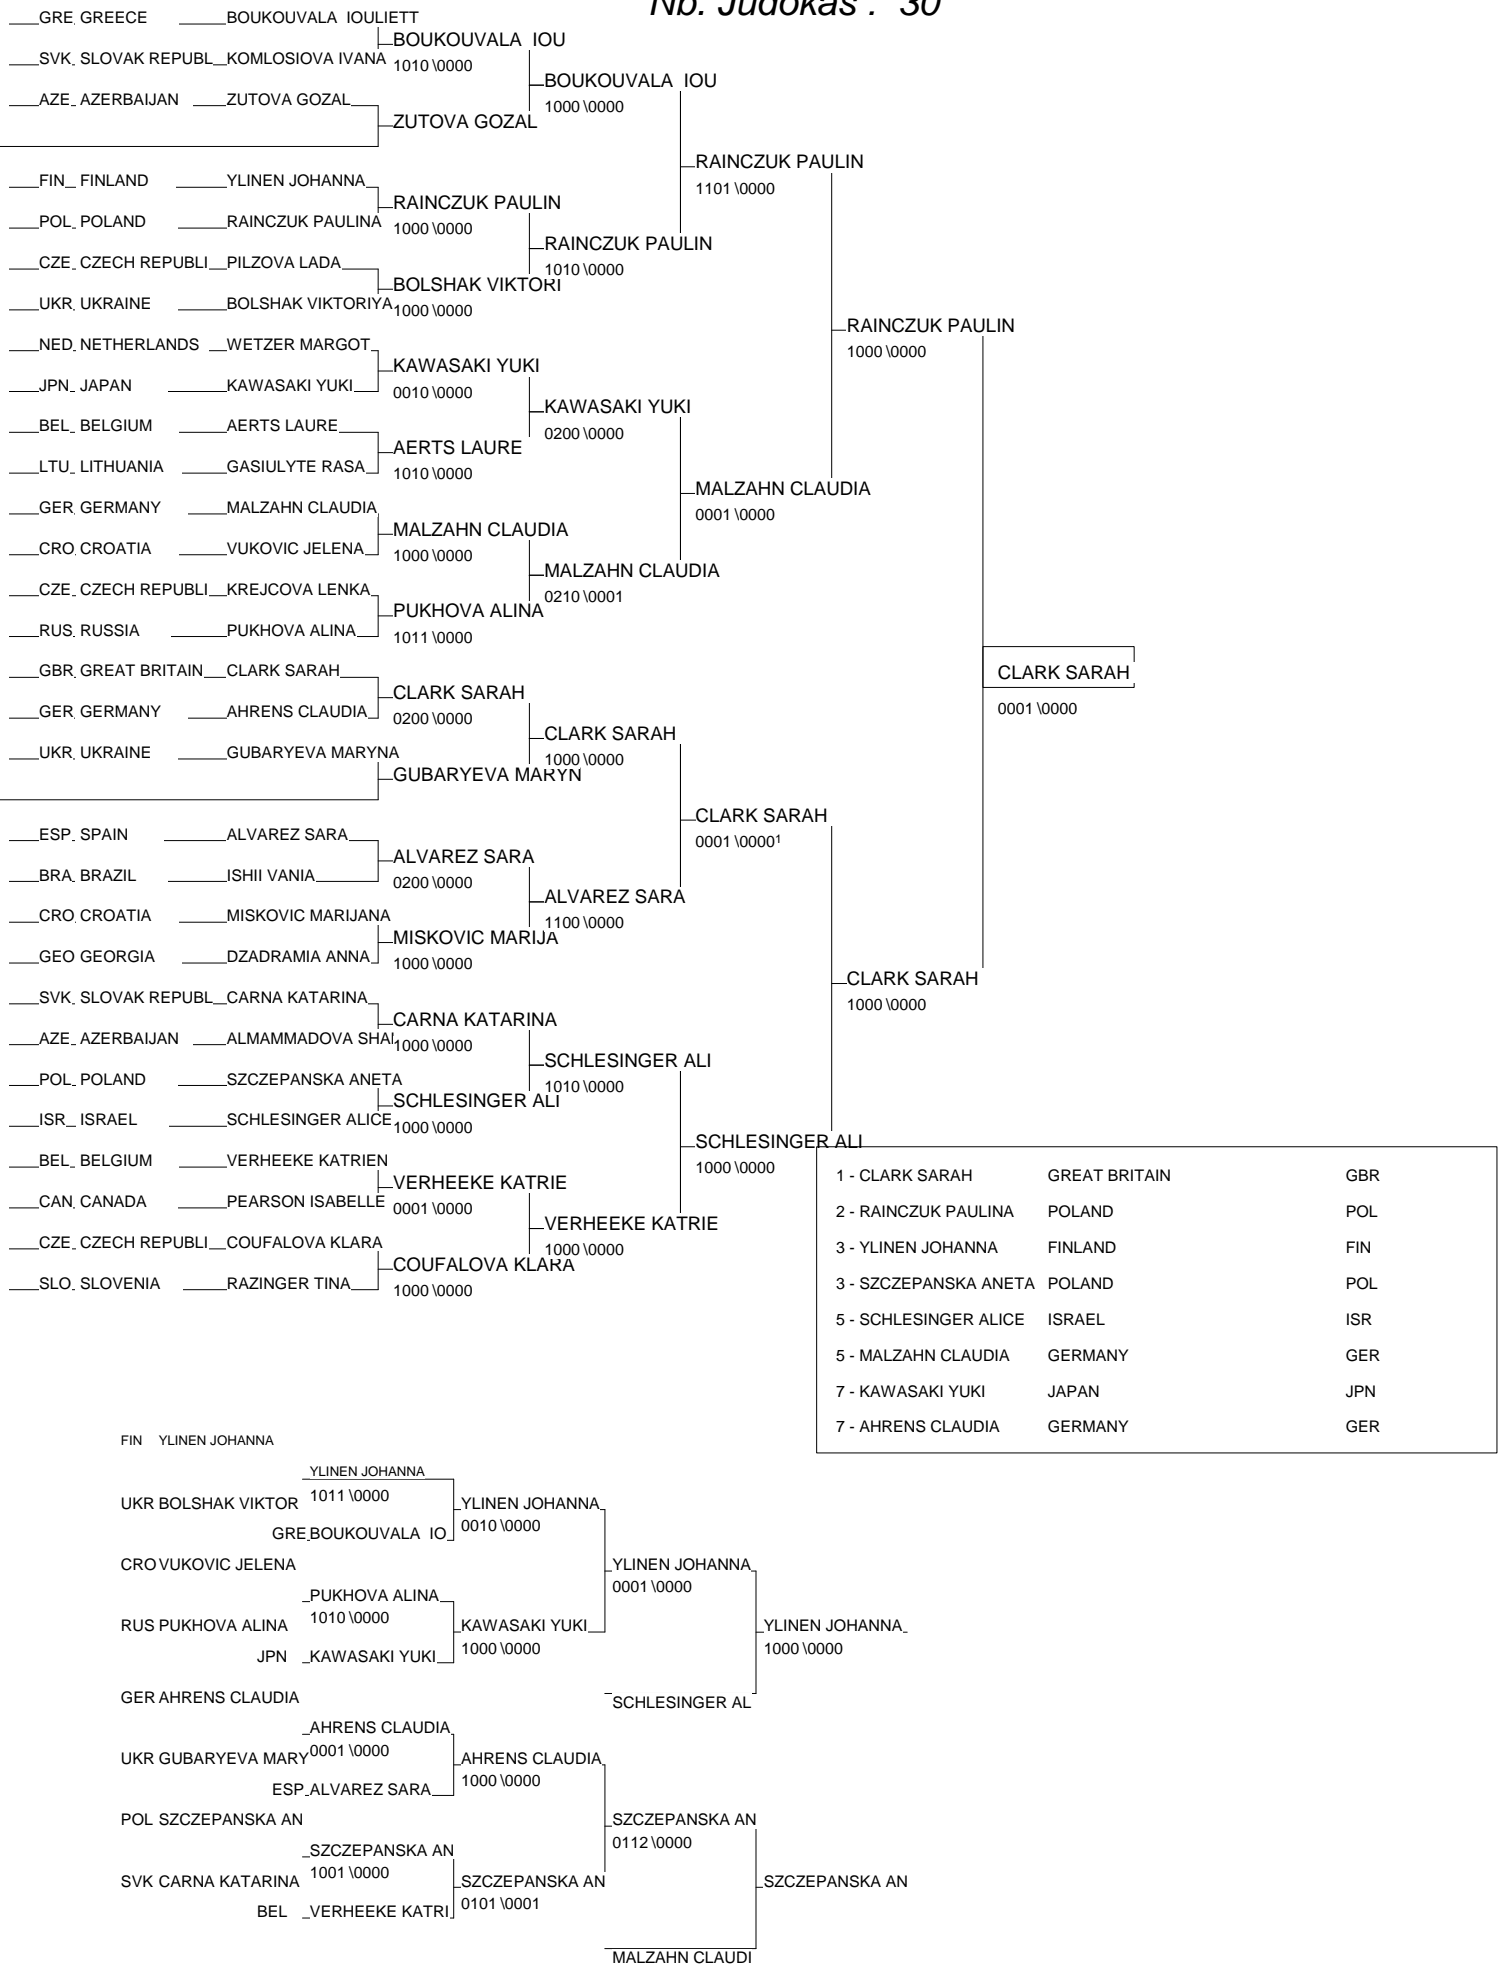 Nb. Judokas : 30
GRE GREECE BOUKOUVALA IOULIETT
BOUKOUVALA IOU
SVK SLOVAK REPUBL KOMLOSIOVA IVANA 1010 \0000
BOUKOUVALA IOU
AZE AZERBAIJAN ZUTOVA GOZAL 1000 \0000
ZUTOVA GOZAL
RAINCZUK PAULIN
FIN FINLAND YLINEN JOHANNA 1101 \0000
RAINCZUK PAULIN
POL POLAND RAINCZUK PAULINA 1000 \0000
RAINCZUK PAULIN
CZE CZECH REPUBLI PILZOVA LADA 1010 \0000
BOLSHAK VIKTORI
UKR UKRAINE BOLSHAK VIKTORIYA 1000 \0000
RAINCZUK PAULIN
NED NETHERLANDS WETZER MARGOT 1000 \0000
KAWASAKI YUKI
JPN JAPAN KAWASAKI YUKI 0010 \0000
KAWASAKI YUKI
BEL BELGIUM AERTS LAURE 0200 \0000
AERTS LAURE
LTU LITHUANIA GASIULYTE RASA 1010 \0000
MALZAHN CLAUDIA
GER GERMANY MALZAHN CLAUDIA 0001 \0000
MALZAHN CLAUDIA
CRO CROATIA VUKOVIC JELENA 1000 \0000
MALZAHN CLAUDIA
CZE CZECH REPUBLI KREJCOVA LENKA 0210 \0001
PUKHOVA ALINA
RUS RUSSIA PUKHOVA ALINA 1011 \0000
GBR GREAT BRITAIN CLARK SARAH CLARK SARAH
CLARK SARAH
GER GERMANY AHRENS CLAUDIA 0200 \0000 0001 \0000
CLARK SARAH
UKR UKRAINE GUBARYEVA MARYNA 1000 \0000
GUBARYEVA MARYN
CLARK SARAH
ESP SPAIN ALVAREZ SARA 0001 \0000¹
ALVAREZ SARA
BRA BRAZIL ISHII VANIA 0200 \0000
ALVAREZ SARA
CRO CROATIA MISKOVIC MARIJANA 1100 \0000
MISKOVIC MARIJA
GEO GEORGIA DZADRAMIA ANNA 1000 \0000
CLARK SARAH
SVK SLOVAK REPUBL CARNA KATARINA 1000 \0000
CARNA KATARINA
AZE AZERBAIJAN ALMAMMADOVA SHAI 1000 \0000
SCHLESINGER ALI
POL POLAND SZCZEPANSKA ANETA 1010 \0000
SCHLESINGER ALI
ISR ISRAEL SCHLESINGER ALICE 1000 \0000
SCHLESINGER ALI
BEL BELGIUM VERHEEKE KATRIEN 1000 \0000
VERHEEKE KATRIE
CAN CANADA PEARSON ISABELLE 0001 \0000
VERHEEKE KATRIE
CZE CZECH REPUBLI COUFALOVA KLARA 1000 \0000
COUFALOVA KLARA
SLO SLOVENIA RAZINGER TINA 1000 \0000
1 - CLARK SARAH GREAT BRITAIN GBR
2 - RAINCZUK PAULINA POLAND POL
3 - YLINEN JOHANNA FINLAND FIN
3 - SZCZEPANSKA ANETA POLAND POL
5 - SCHLESINGER ALICE ISRAEL ISR
5 - MALZAHN CLAUDIA GERMANY GER
7 - KAWASAKI YUKI JAPAN JPN
7 - AHRENS CLAUDIA GERMANY GER
FIN YLINEN JOHANNA
YLINEN JOHANNA
1011 \0000
UKR BOLSHAK VIKTOR YLINEN JOHANNA
0010 \0000
GRE BOUKOUVALA IO
CRO VUKOVIC JELENA YLINEN JOHANNA
0001 \0000
PUKHOVA ALINA
1010 \0000
RUS PUKHOVA ALINA KAWASAKI YUKI YLINEN JOHANNA
1000 \0000 1000 \0000
JPN KAWASAKI YUKI
GER AHRENS CLAUDIA SCHLESINGER AL
AHRENS CLAUDIA
0001 \0000
UKR GUBARYEVA MARY AHRENS CLAUDIA
1000 \0000
ESP ALVAREZ SARA
POL SZCZEPANSKA AN SZCZEPANSKA AN
0112 \0000
SZCZEPANSKA AN
1001 \0000
SVK CARNA KATARINA SZCZEPANSKA AN SZCZEPANSKA AN
0101 \0001
BEL VERHEEKE KATRI
MALZAHN CLAUDI